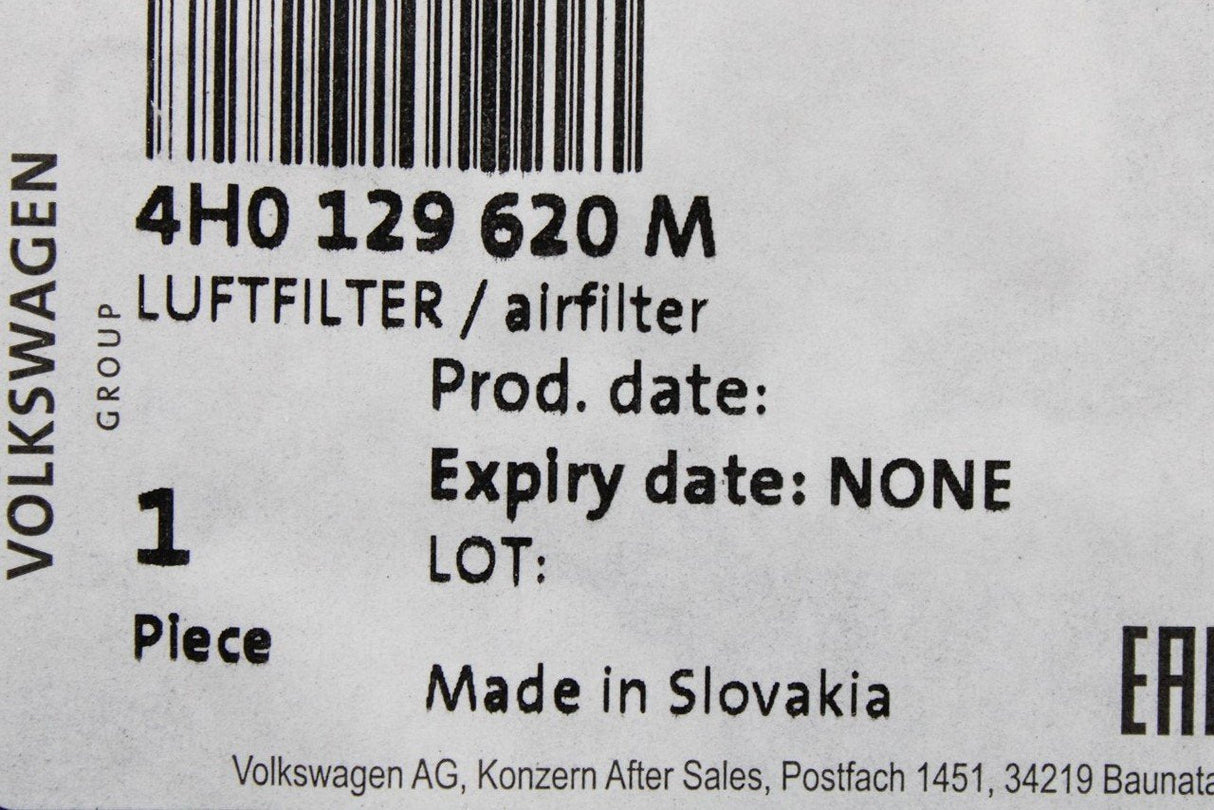 VOLKSWAGEN
GROUP
4H0 129 620 M
LUFTFILTER / airfilter
Prod. date:
Expiry date: NONE
LOT:
1
Piece
Made in Slovakia
Volkswagen AG, Konzern After Sales, Postfach 1451, 34219